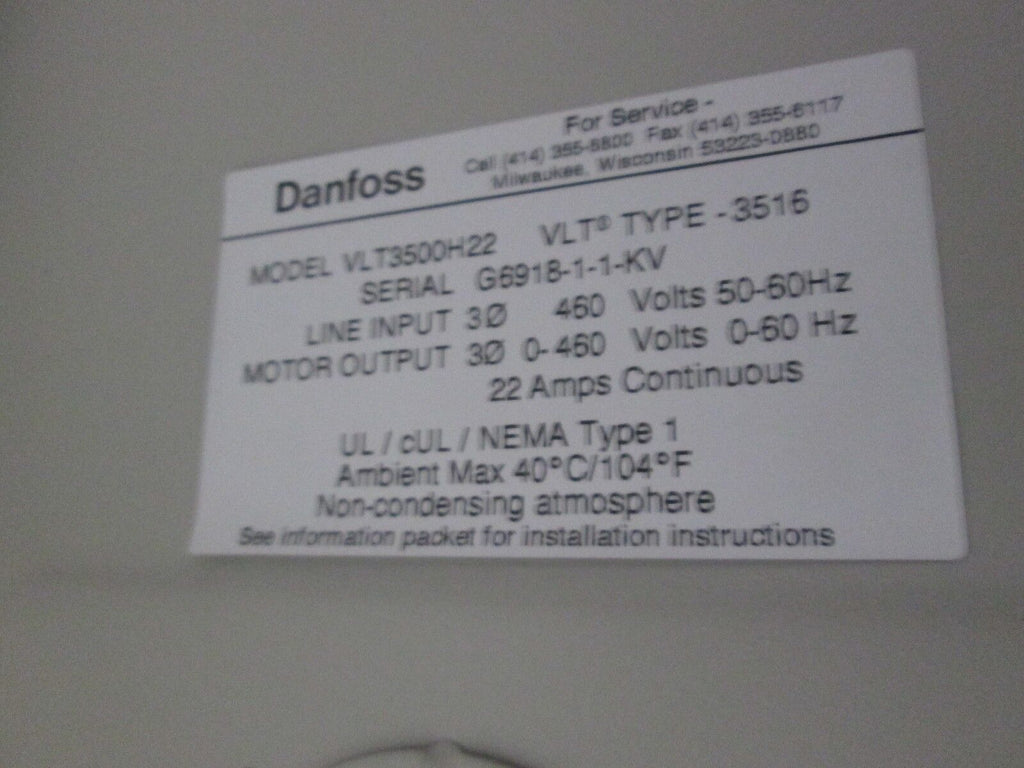 For Service -
Danfoss Call (414) 355-8800 Fax (414) 355-6117
Milwaukee, Wisconsin 53223-0880
MODEL VLT3500H22 VLT® TYPE - 3516
SERIAL G6918-1-1-KV
LINE INPUT 3Ø 460 Volts 50-60Hz
MOTOR OUTPUT 3Ø 0-460 Volts 0-60 Hz
22 Amps Continuous
UL / cUL / NEMA Type 1
Ambient Max 40°C/104°F
Non-condensing atmosphere
See information packet for installation instructions